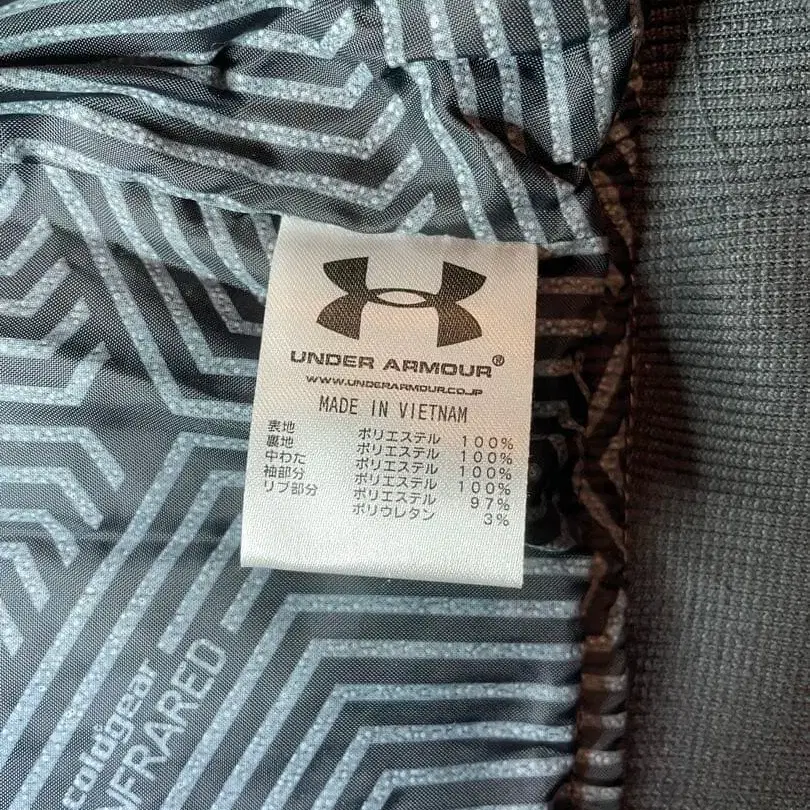 UNDER ARMOUR®
WWW.UNDERARMOUR.CO.JP
MADE IN VIETNAM
表地 ポリエステル 100%
裏地 ポリエステル 100%
中わた ポリエステル 100%
袖部分 ポリエステル 100%
リブ部分 ポリエステル 97%
ポリウレタン 3%
coldgear
INFRARED